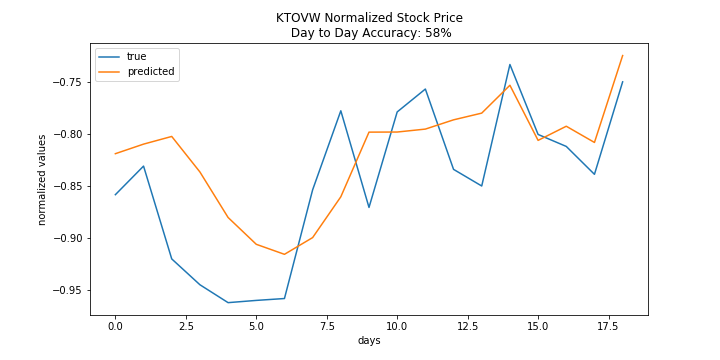 KTOVW Normalized Stock Price
Day to Day Accuracy: 58%
true
predicted
normalized values
−0.75
−0.80
−0.85
−0.90
−0.95
0.0
2.5
5.0
7.5
10.0
12.5
15.0
17.5
days